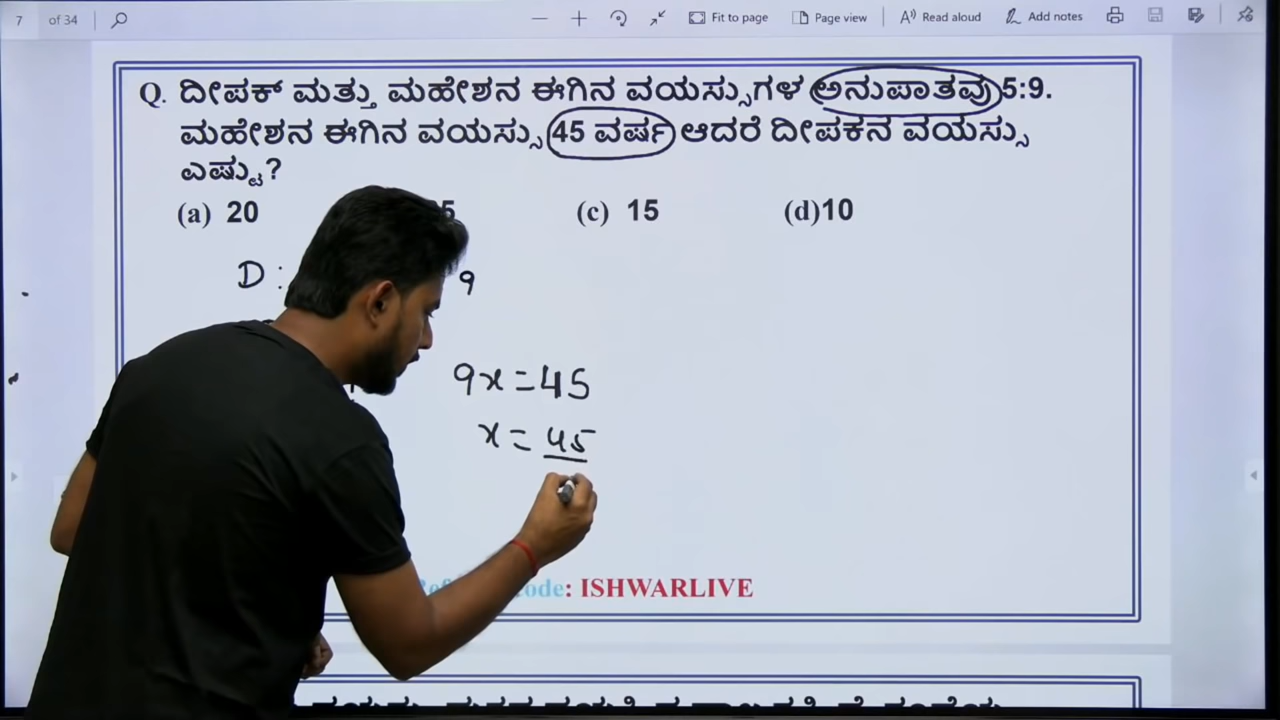 7 of 34 Fit to page Page view Read aloud Add notes
Q. ದೀಪಕ್ ಮತ್ತು ಮಹೇಶನ ಈಗಿನ ವಯಸ್ಸುಗಳ ಅನುಪಾತವು 5:9.
ಮಹೇಶನ ಈಗಿನ ವಯಸ್ಸು 45 ವರ್ಷ ಆದರೆ ದೀಪಕನ ವಯಸ್ಸು
ಎಷ್ಟು?
(a) 20 5 (c) 15 (d)10
D : 9
9x = 45
x = 45
: ISHWARLIVE